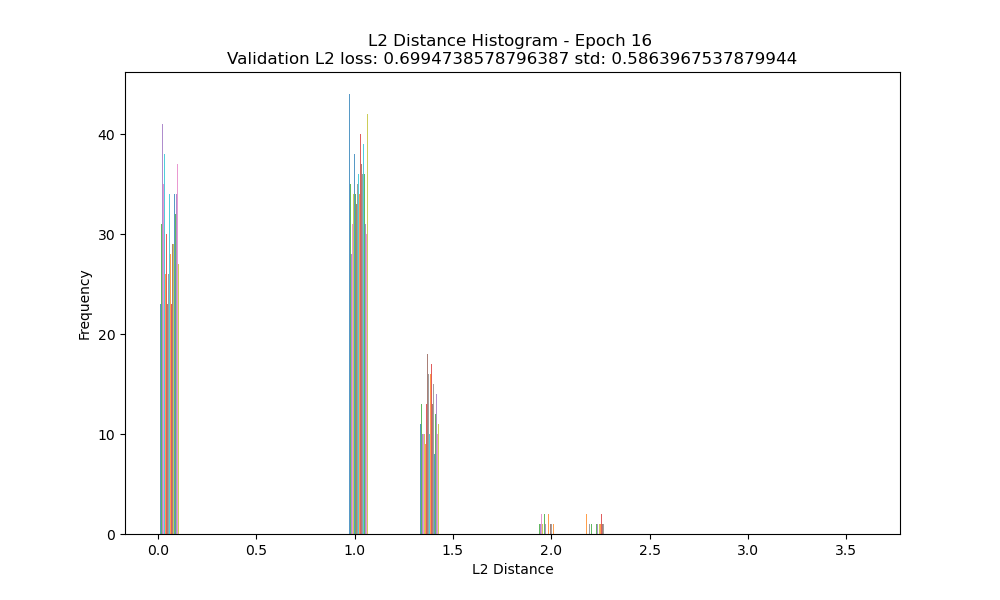 L2 Distance Histogram - Epoch 16
Validation L2 loss: 0.6994738578796387 std: 0.5863967537879944
Frequency
40
30
20
10
0
0.0 0.5 1.0 1.5 2.0 2.5 3.0 3.5
L2 Distance